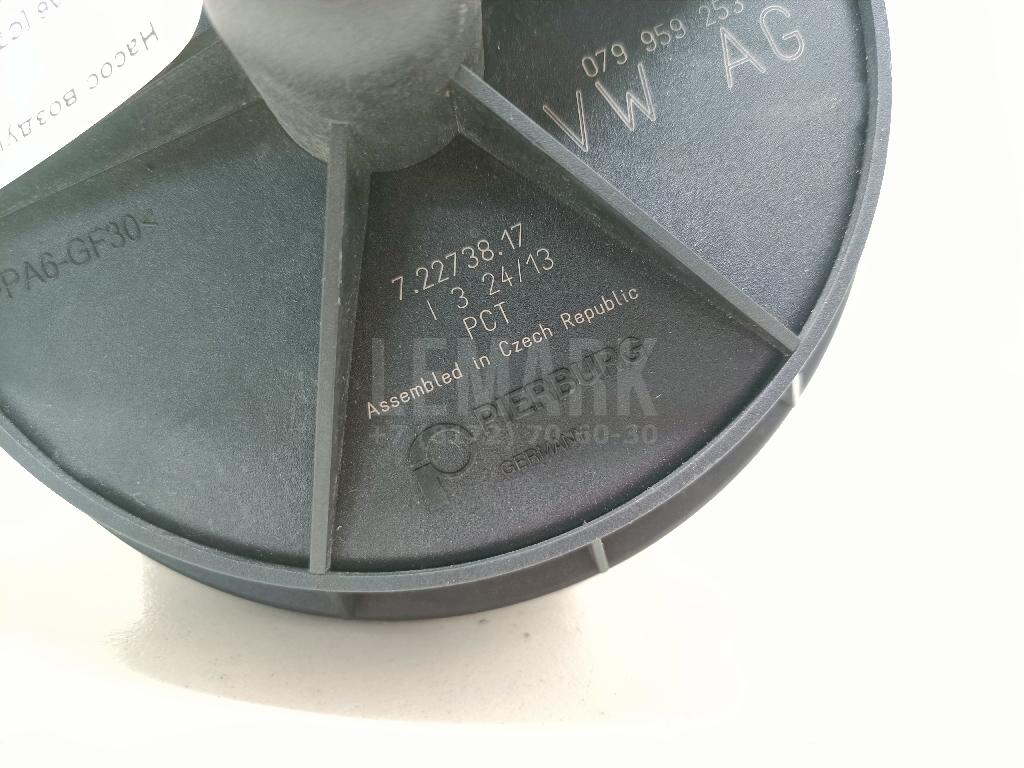 Насос
079 959 253
VW AG
>PA6-GF30<
7.22738.17
I 3 24/13
PCT
Assembled in Czech Republic
PIERBURG
GERMANY
LEMARK